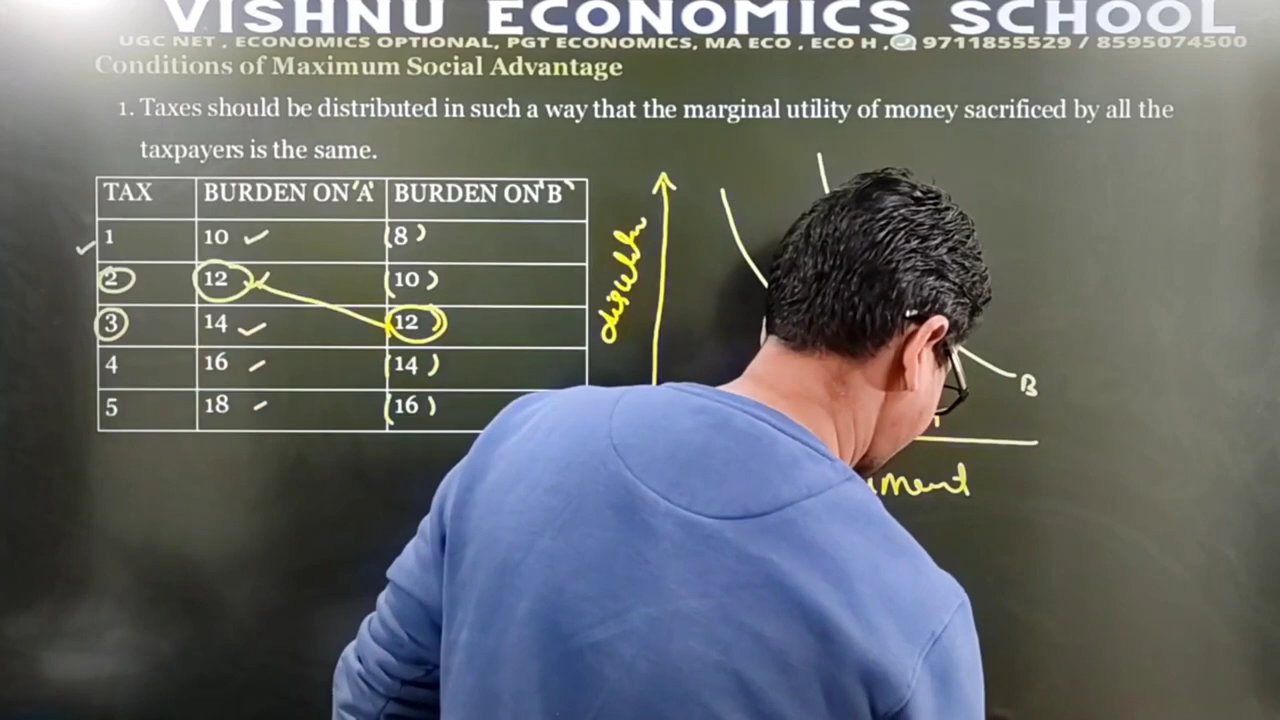 VISHNU ECONOMICS SCHOOL
UGC NET , ECONOMICS OPTIONAL, PGT ECONOMICS, MA ECO , ECO H , 9711855529 / 8595074500
Conditions of Maximum Social Advantage
1. Taxes should be distributed in such a way that the marginal utility of money sacrificed by all the
taxpayers is the same.
TAX BURDEN ON 'A' BURDEN ON 'B'
1 10 (8)
2 12 (10)
3 14 12)
4 16 (14)
5 18 (16)
B